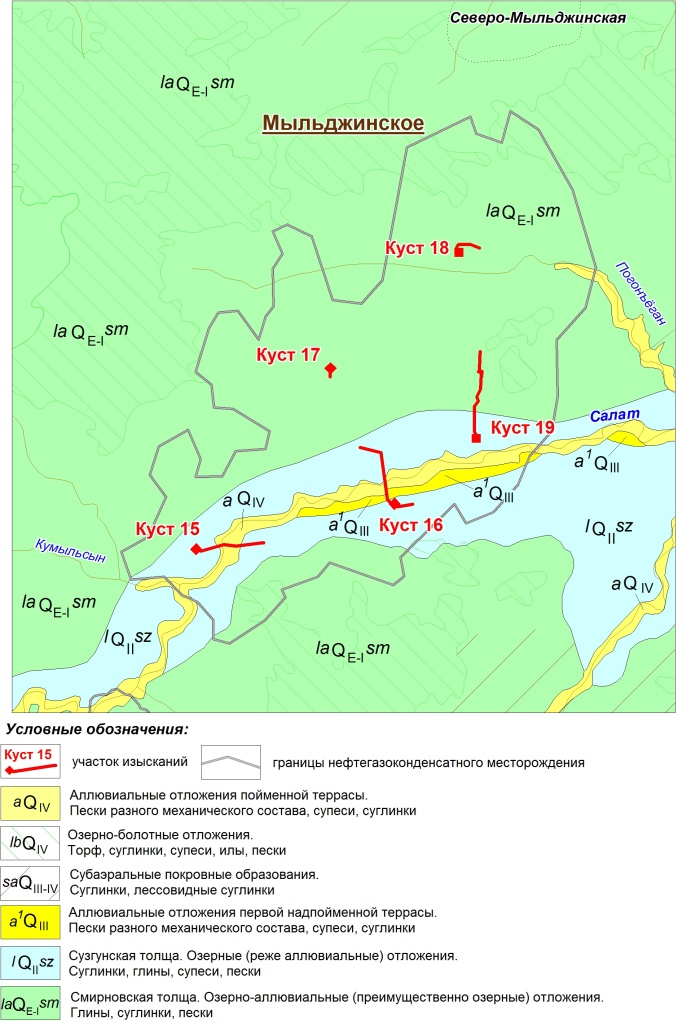 Северо-Мыльджинская
laQE-Ism
Мыльджинское
laQE-Ism
Куст 18
Погонъёган
laQE-Ism
Куст 17
Салат
Куст 19
a¹QIII
aQIV
a¹QIII
a¹QIII
Куст 16
Куст 15
lQIIsz
Кумыльсын
aQIV
laQE-Ism
lQIIsz
laQE-Ism
Условные обозначения:
Куст 15
участок изысканий
границы нефтегазоконденсатного месторождения
aQIV
Аллювиальные отложения пойменной террасы.
Пески разного механического состава, супеси, суглинки
lbQIV
Озерно-болотные отложения.
Торф, суглинки, супеси, илы, пески
saQIII-IV
Субаэральные покровные образования.
Суглинки, лессовидные суглинки
a¹QIII
Аллювиальные отложения первой надпойменной террасы.
Пески разного механического состава, супеси, суглинки
lQIIsz
Сузгунская толща. Озерные (реже аллювиальные) отложения.
Суглинки, глины, супеси, пески
laQE-Ism
Смирновская толща. Озерно-аллювиальные (преимущественно озерные) отложения.
Глины, суглинки, пески